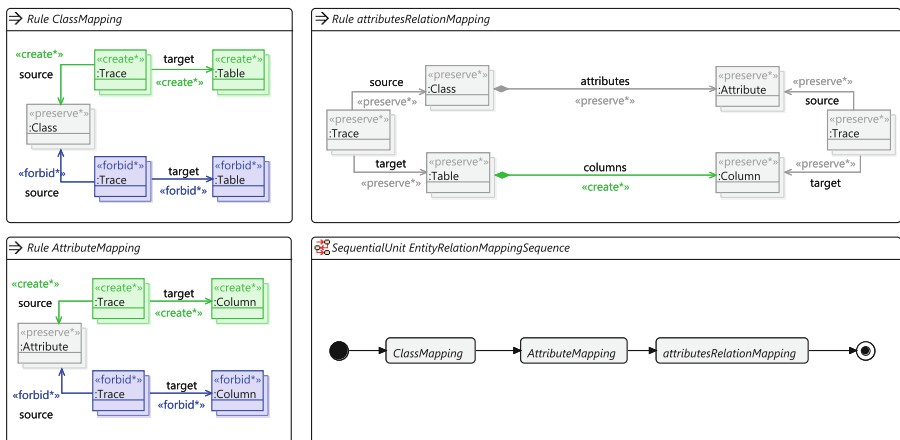 Rule ClassMapping
«create*»
source
«create*»
:Trace
target
«create*»
«create*»
:Table
«preserve*»
:Class
«forbid*»
source
«forbid*»
:Trace
target
«forbid*»
«forbid*»
:Table
Rule attributesRelationMapping
source
«preserve*»
«preserve*»
:Class
attributes
«preserve*»
«preserve*»
:Attribute
«preserve*»
source
«preserve*»
:Trace
«preserve*»
:Trace
target
«preserve*»
«preserve*»
:Table
columns
«create*»
«preserve*»
:Column
«preserve*»
target
Rule AttributeMapping
«create*»
source
«create*»
:Trace
target
«create*»
«create*»
:Column
«preserve*»
:Attribute
«forbid*»
source
«forbid*»
:Trace
target
«forbid*»
«forbid*»
:Column
SequentialUnit EntityRelationMappingSequence
ClassMapping
AttributeMapping
attributesRelationMapping